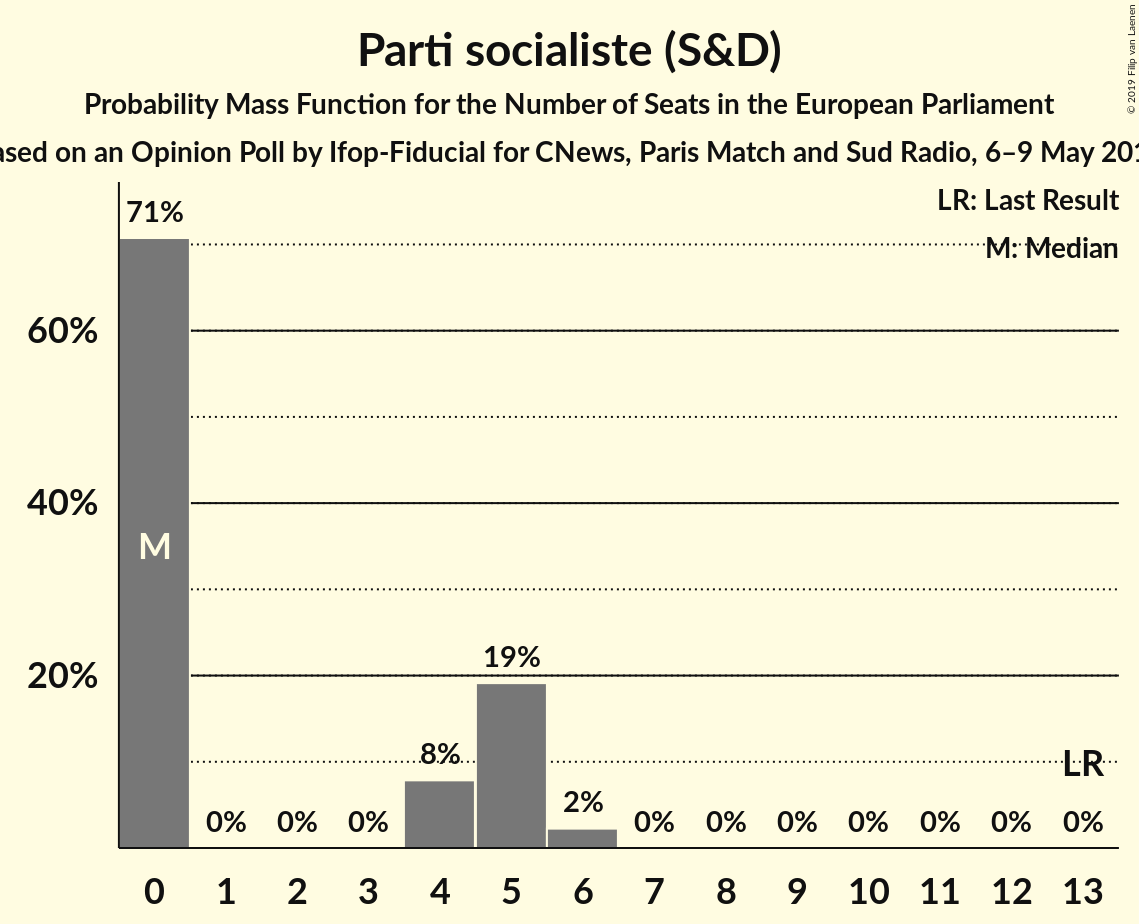 Parti socialiste (S&D)
Probability Mass Function for the Number of Seats in the European Parliament
ased on an Opinion Poll by Ifop-Fiducial for CNews, Paris Match and Sud Radio, 6–9 May 201
© 2019 Filip van Laenen
LR: Last Result
M: Median
71%
60%
40%
M
20%
19%
8%
LR
2%
0% 0% 0% 0% 0% 0% 0% 0% 0% 0%
0 1 2 3 4 5 6 7 8 9 10 11 12 13